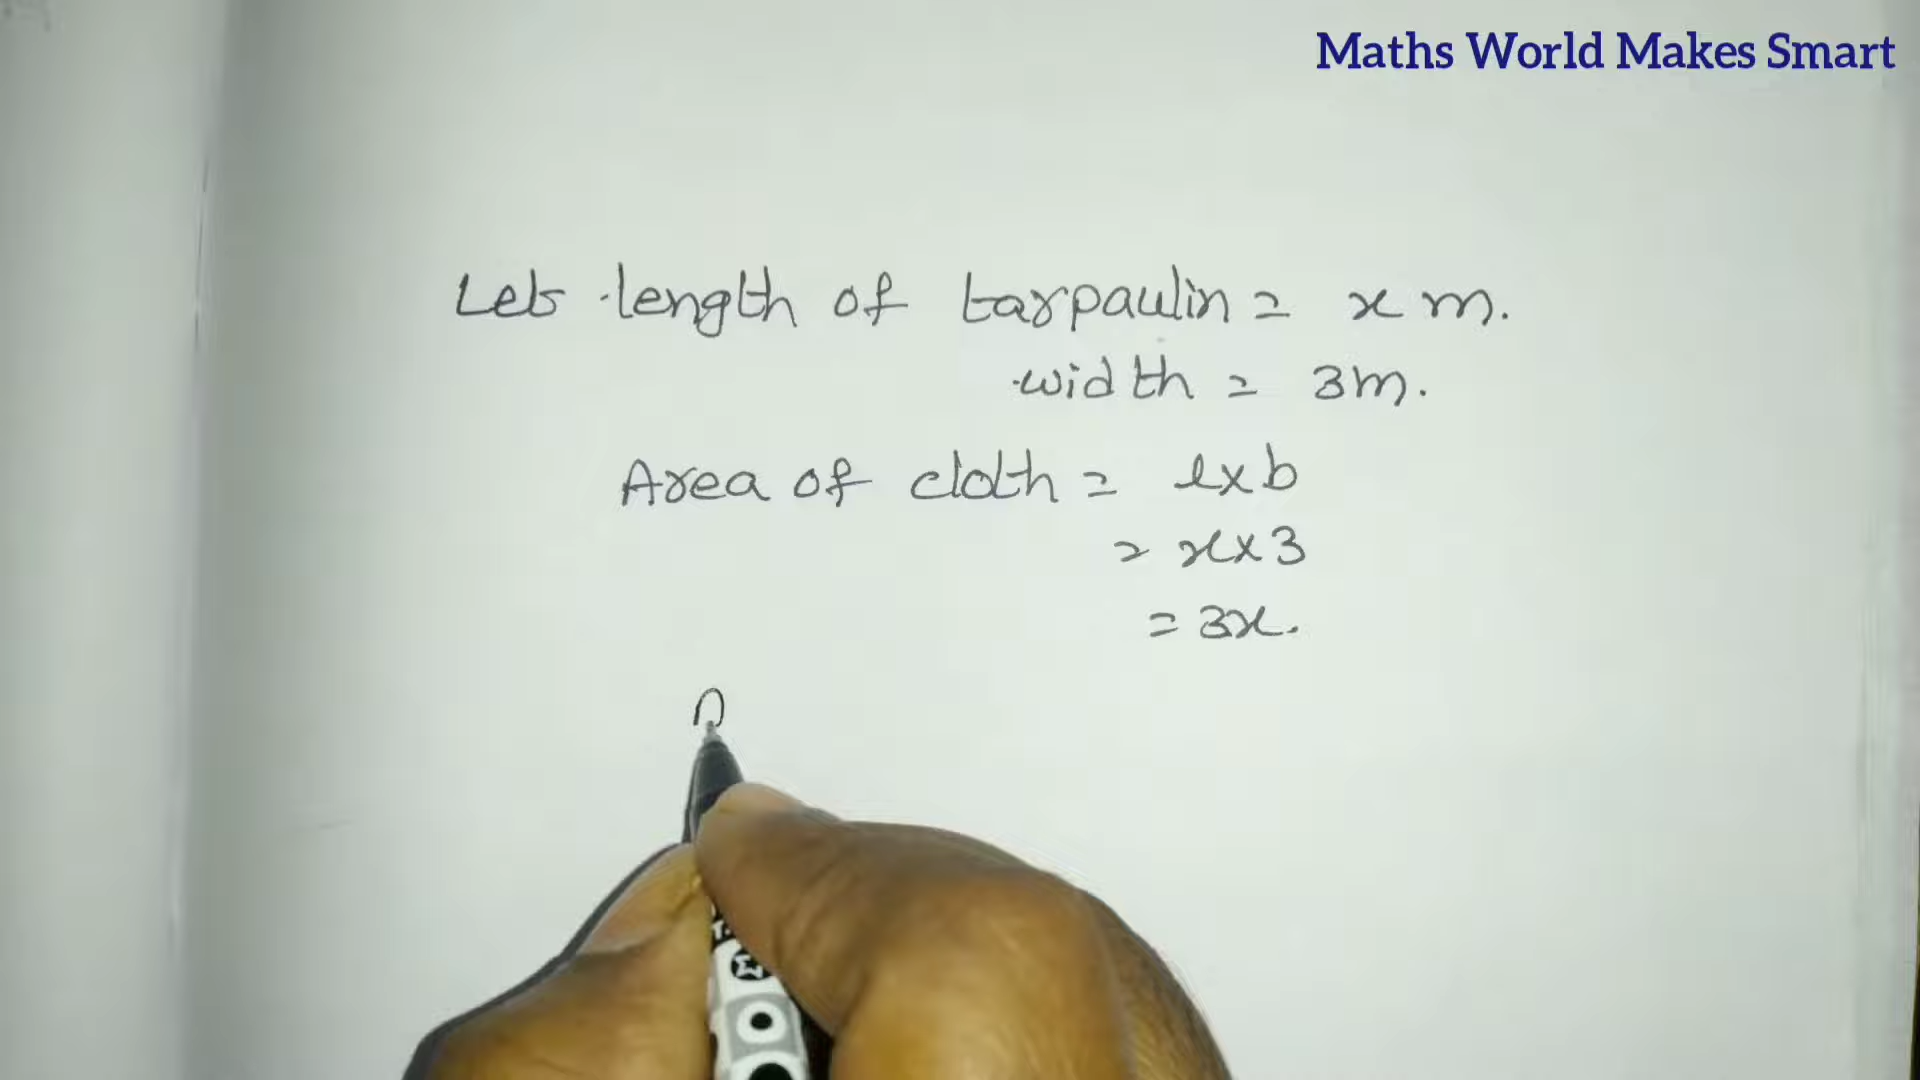 Maths World Makes Smart
Let length of tarpaulin = x m.
width = 3m.
Area of cloth = l×b
= x×3
= 3x.